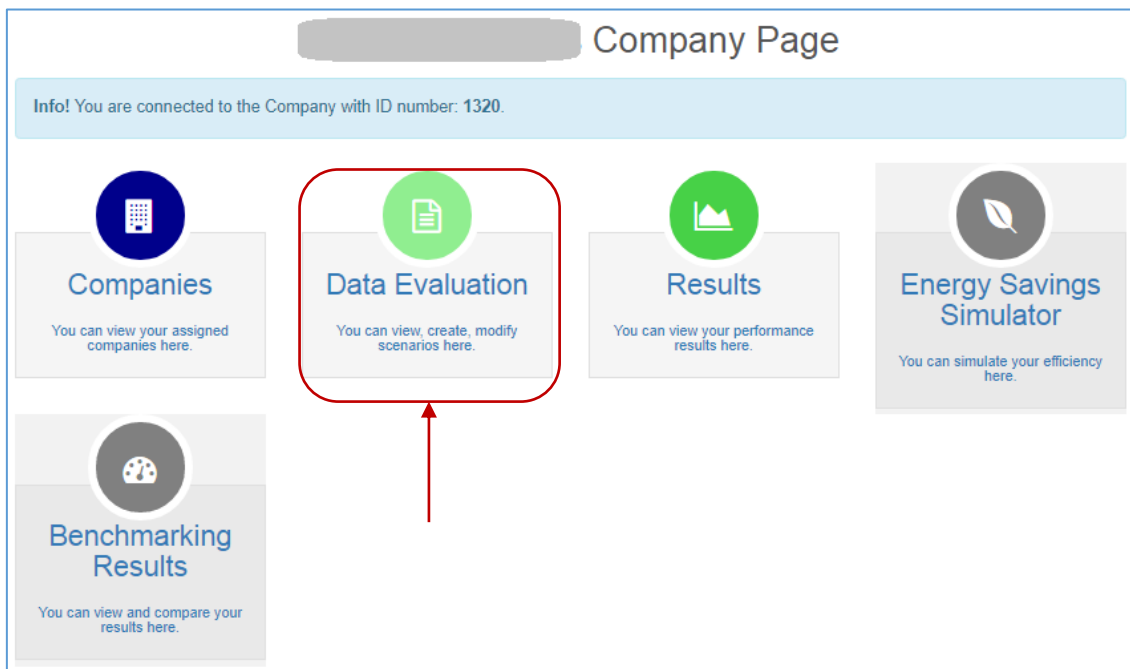 Company Page
Info! You are connected to the Company with ID number: 1320.
Companies
You can view your assigned
companies here.
Data Evaluation
You can view, create, modify
scenarios here.
Results
You can view your performance
results here.
Energy Savings
Simulator
You can simulate your efficiency
here.
Benchmarking
Results
You can view and compare your
results here.